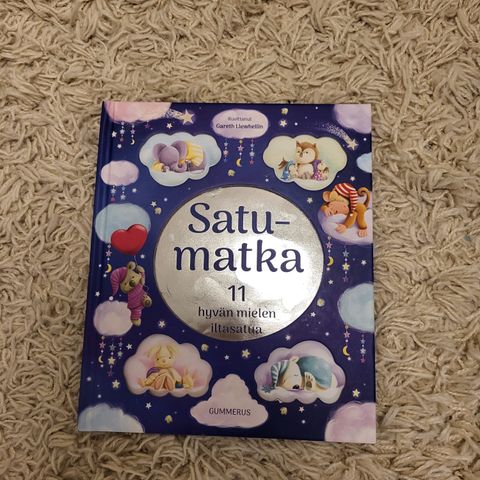 Kuvittanut
Gareth Llewhellin
Satu-
matka
11
hyvän mielen
iltasatua
GUMMERUS